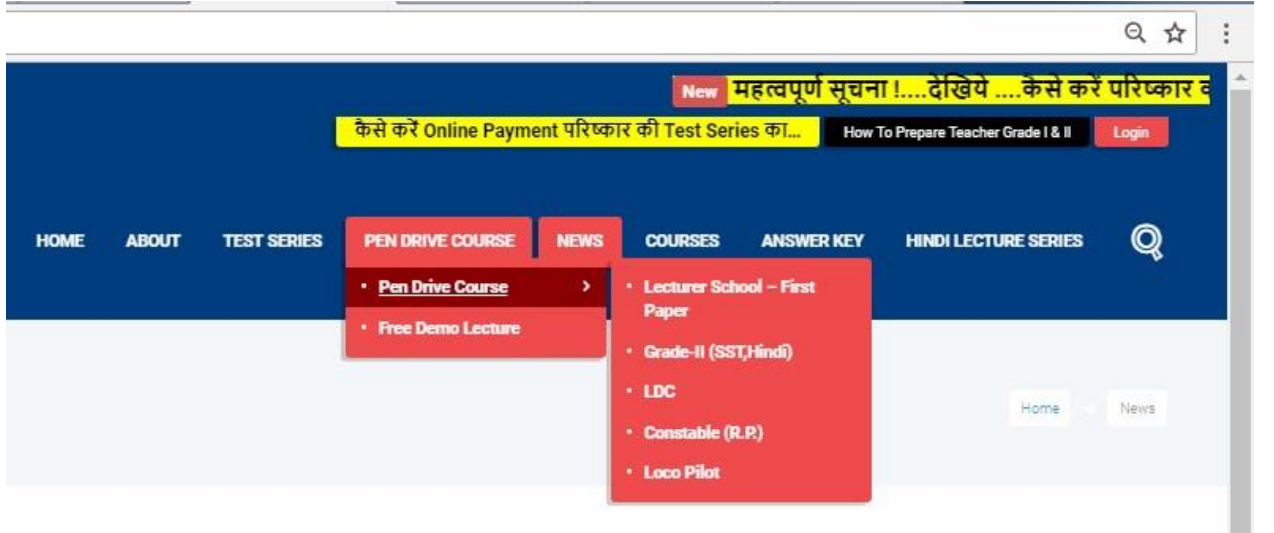 New महत्वपूर्ण सूचना !....देखिये ....कैसे करें परिष्कार
कैसे करें Online Payment परिष्कार की Test Series का... How To Prepare Teacher Grade I & II Login
HOME ABOUT TEST SERIES PEN DRIVE COURSE NEWS COURSES ANSWER KEY HINDI LECTURE SERIES
Pen Drive Course
Free Demo Lecture
Lecturer School – First
Paper
Grade-II (SST,Hindi)
LDC
Constable (R.P.)
Loco Pilot
Home News